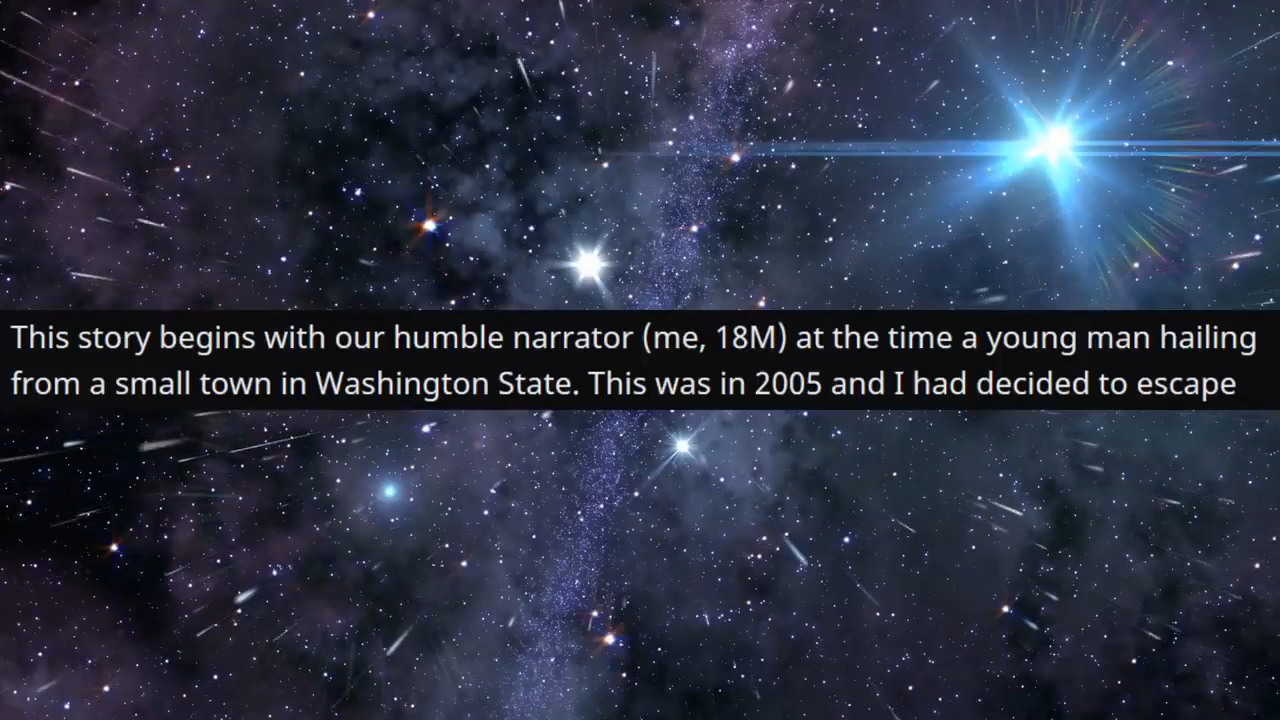 This story begins with our humble narrator (me, 18M) at the time a young man hailing
from a small town in Washington State. This was in 2005 and I had decided to escape